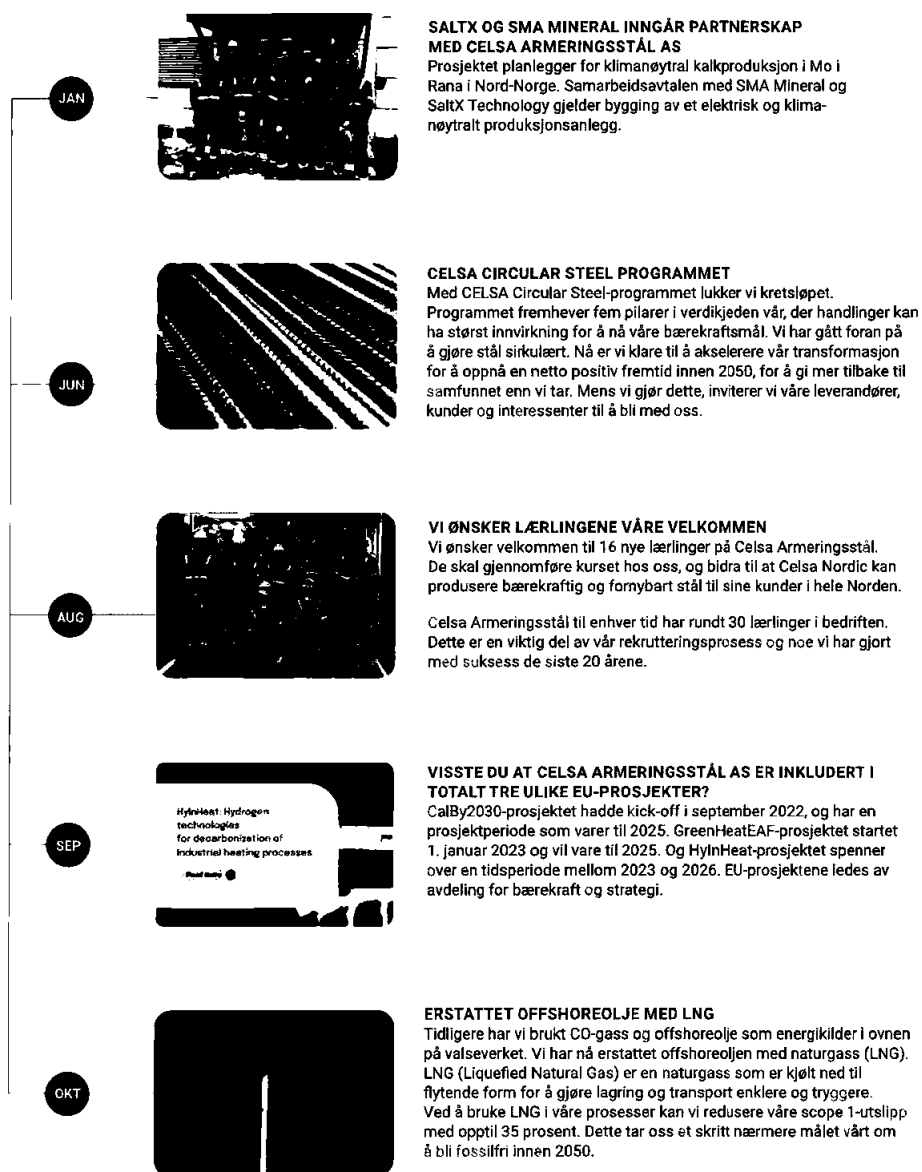 JAN
SALTX OG SMA MINERAL INNGÅR PARTNERSKAP
MED CELSA ARMERINGSSTÅL AS
Prosjektet planlegger for klimanøytral kalkproduksjon i Mo i
Rana i Nord-Norge. Samarbeidsavtalen med SMA Mineral og
SaltX Technology gjelder bygging av et elektrisk og klima-
nøytralt produksjonsanlegg.
JUN
CELSA CIRCULAR STEEL PROGRAMMET
Med CELSA Circular Steel-programmet lukker vi kretsløpet.
Programmet fremhever fem pilarer i verdikjeden vår, der handlinger kan
ha størst innvirkning for å nå våre bærekraftsmål. Vi har gått foran på
å gjøre stål sirkulært. Nå er vi klare til å akselerere vår transformasjon
for å oppnå en netto positiv fremtid innen 2050, for å gi mer tilbake til
samfunnet enn vi tar. Mens vi gjør dette, inviterer vi våre leverandører,
kunder og interessenter til å bli med oss.
AUG
VI ØNSKER LÆRLINGENE VÅRE VELKOMMEN
Vi ønsker velkommen til 16 nye lærlinger på Celsa Armeringsstål.
De skal gjennomføre kurset hos oss, og bidra til at Celsa Nordic kan
produsere bærekraftig og fornybart stål til sine kunder i hele Norden.
Celsa Armeringsstål til enhver tid har rundt 30 lærlinger i bedriften.
Dette er en viktig del av vår rekrutteringsprosess og noe vi har gjort
med suksess de siste 20 årene.
SEP
HyInHeat: Hydrogen
technologies
for decarbonization of
industrial heating processes
Read more
VISSTE DU AT CELSA ARMERINGSSTÅL AS ER INKLUDERT I
TOTALT TRE ULIKE EU-PROSJEKTER?
CalBy2030-prosjektet hadde kick-off i september 2022, og har en
prosjektperiode som varer til 2025. GreenHeatEAF-prosjektet startet
1. januar 2023 og vil vare til 2025. Og HyInHeat-prosjektet spenner
over en tidsperiode mellom 2023 og 2026. EU-prosjektene ledes av
avdeling for bærekraft og strategi.
OKT
ERSTATTET OFFSHOREOLJE MED LNG
Tidligere har vi brukt CO-gass og offshoreolje som energikilder i ovnen
på valseverket. Vi har nå erstattet offshoreoljen med naturgass (LNG).
LNG (Liquefied Natural Gas) er en naturgass som er kjølt ned til
flytende form for å gjøre lagring og transport enklere og tryggere.
Ved å bruke LNG i våre prosesser kan vi redusere våre scope 1-utslipp
med opptil 35 prosent. Dette tar oss et skritt nærmere målet vårt om
å bli fossilfri innen 2050.